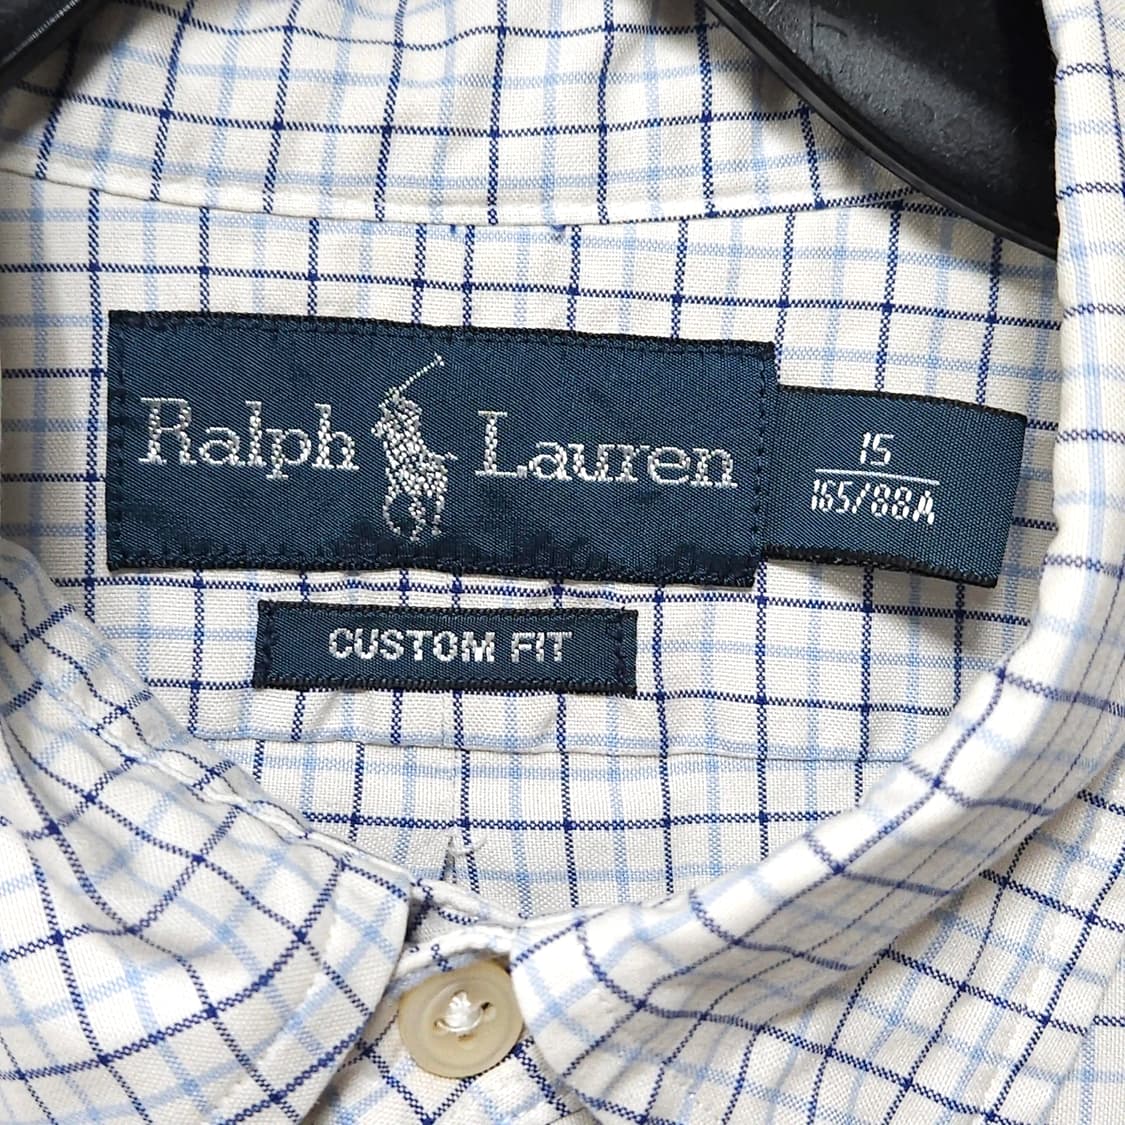 Ralph Lauren
15
165/88A
CUSTOM FIT